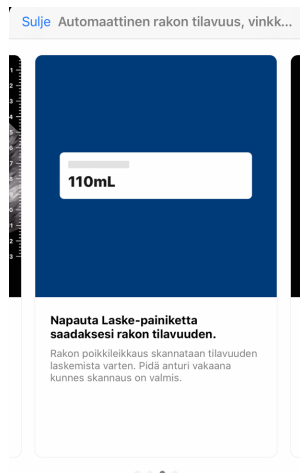 Sulje Automaattinen rakon tilavuus, vinkk...
110mL
Napauta Laske-painiketta
saadaksesi rakon tilavuuden.
Rakon poikkileikkaus skannataan tilavuuden
laskemista varten. Pidä anturi vakaana
kunnes skannaus on valmis.